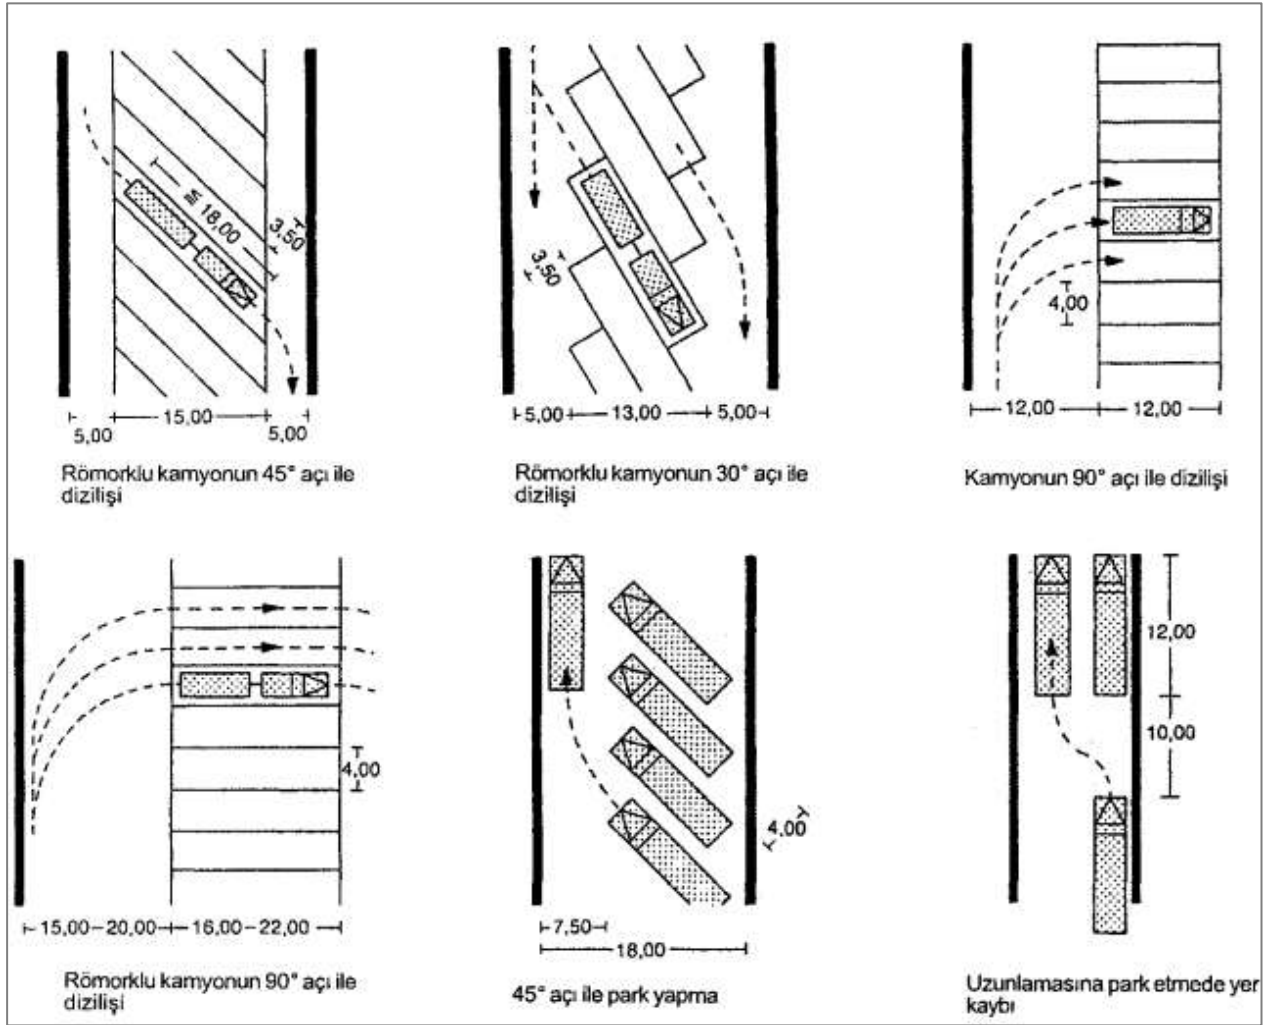 ≦ 18,00
3,50
5,00
15,00
5,00
Römorklu kamyonun 45° açı ile
dizilişi
3,50
5,00
13,00
5,00
Römorklu kamyonun 30° açı ile
dizilişi
4,00
12,00
12,00
Kamyonun 90° açı ile dizilişi
4,00
15,00-20,00
16,00-22,00
Römorklu kamyonun 90° açı ile
dizilişi
4.00
7,50
18,00
45° açı ile park yapma
12,00
10,00
Uzunlamasına park etmede yer
kaybı